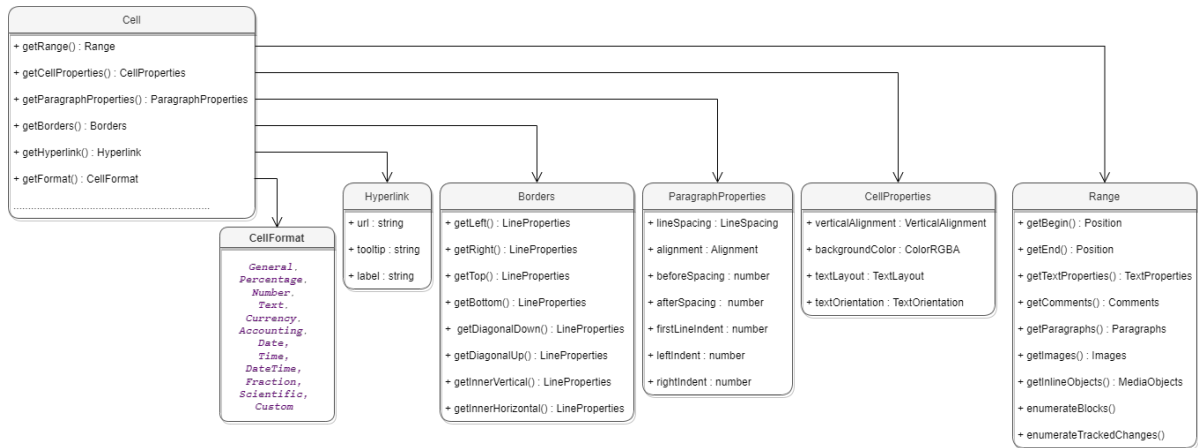 Cell
+ getRange() : Range
+ getCellProperties() : CellProperties
+ getParagraphProperties() : ParagraphProperties
+ getBorders() : Borders
+ getHyperlink() : Hyperlink
+ getFormat() : CellFormat
CellFormat
General,
Percentage,
Number,
Text,
Currency,
Accounting,
Date,
Time,
DateTime,
Fraction,
Scientific,
Custom
Hyperlink
+ url : string
+ tooltip : string
+ label : string
Borders
+ getLeft() : LineProperties
+ getRight() : LineProperties
+ getTop() : LineProperties
+ getBottom() : LineProperties
+ getDiagonalDown() : LineProperties
+ getDiagonalUp() : LineProperties
+ getInnerVertical() : LineProperties
+ getInnerHorizontal() : LineProperties
ParagraphProperties
+ lineSpacing : LineSpacing
+ alignment : Alignment
+ beforeSpacing : number
+ afterSpacing : number
+ firstLineIndent : number
+ leftIndent : number
+ rightIndent : number
CellProperties
+ verticalAlignment : VerticalAlignment
+ backgroundColor : ColorRGBA
+ textLayout : TextLayout
+ textOrientation : TextOrientation
Range
+ getBegin() : Position
+ getEnd() : Position
+ getTextProperties() : TextProperties
+ getComments() : Comments
+ getParagraphs() : Paragraphs
+ getImages() : Images
+ getInlineObjects() : MediaObjects
+ enumerateBlocks()
+ enumerateTrackedChanges()